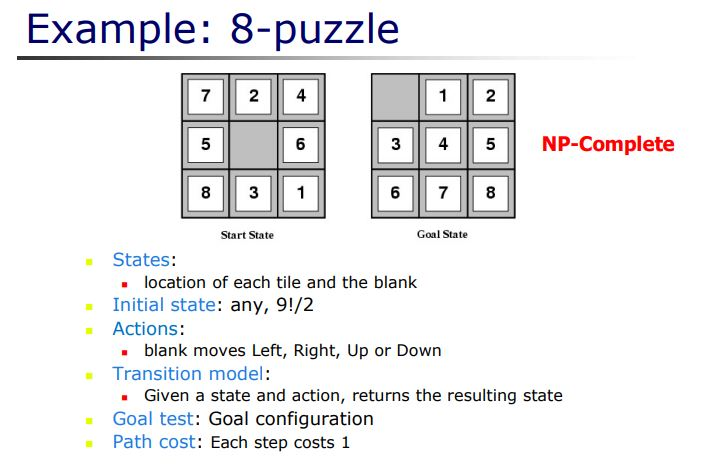 Example: 8-puzzle
7 2 4
5 6
8 3 1
Start State
1 2
3 4 5
6 7 8
Goal State
NP-Complete
States:
location of each tile and the blank
Initial state: any, 9!/2
Actions:
blank moves Left, Right, Up or Down
Transition model:
Given a state and action, returns the resulting state
Goal test: Goal configuration
Path cost: Each step costs 1